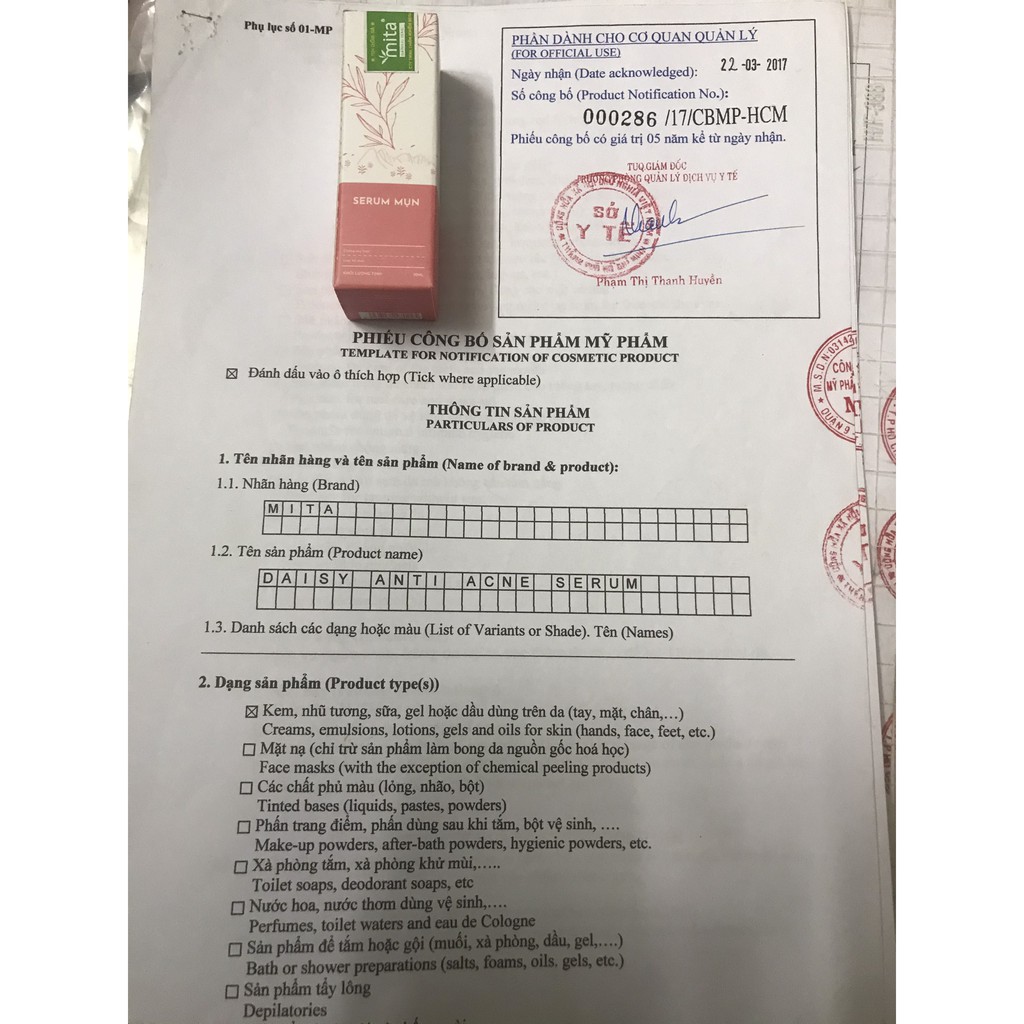 Phụ lục số 01-MP
mita
SERUM MỤN
PHẦN DÀNH CHO CƠ QUAN QUẢN LÝ
(FOR OFFICIAL USE)
Ngày nhận (Date acknowledged): 22-03-2017
Số công bố (Product Notification No.):
000286 /17/CBMP-HCM
Phiếu công bố có giá trị 05 năm kể từ ngày nhận.
TUQ.GIÁM ĐỐC
TRƯỞNG PHÒNG QUẢN LÝ DỊCH VỤ Y TẾ
SỞ
Y TẾ
Phạm Thị Thanh Huyền
PHIẾU CÔNG BỐ SẢN PHẨM MỸ PHẨM
TEMPLATE FOR NOTIFICATION OF COSMETIC PRODUCT
☒ Đánh dấu vào ô thích hợp (Tick where applicable)
THÔNG TIN SẢN PHẨM
PARTICULARS OF PRODUCT
1. Tên nhãn hàng và tên sản phẩm (Name of brand & product):
1.1. Nhãn hàng (Brand)
MITA
1.2. Tên sản phẩm (Product name)
DAISY ANTI ACNE SERUM
1.3. Danh sách các dạng hoặc màu (List of Variants or Shade). Tên (Names)
2. Dạng sản phẩm (Product type(s))
☒ Kem, nhũ tương, sữa, gel hoặc dầu dùng trên da (tay, mặt, chân,…)
Creams, emulsions, lotions, gels and oils for skin (hands, face, feet, etc.)
☐ Mặt nạ (chỉ trừ sản phẩm làm bong da nguồn gốc hoá học)
Face masks (with the exception of chemical peeling products)
☐ Các chất phủ màu (lỏng, nhão, bột)
Tinted bases (liquids, pastes, powders)
☐ Phấn trang điểm, phấn dùng sau khi tắm, bột vệ sinh, ….
Make-up powders, after-bath powders, hygienic powders, etc.
☐ Xà phòng tắm, xà phòng khử mùi,…..
Toilet soaps, deodorant soaps, etc
☐ Nước hoa, nước thơm dùng vệ sinh,….
Perfumes, toilet waters and eau de Cologne
☐ Sản phẩm để tắm hoặc gội (muối, xà phòng, dầu, gel,….)
Bath or shower preparations (salts, foams, oils. gels, etc.)
☐ Sản phẩm tẩy lông
Depilatories